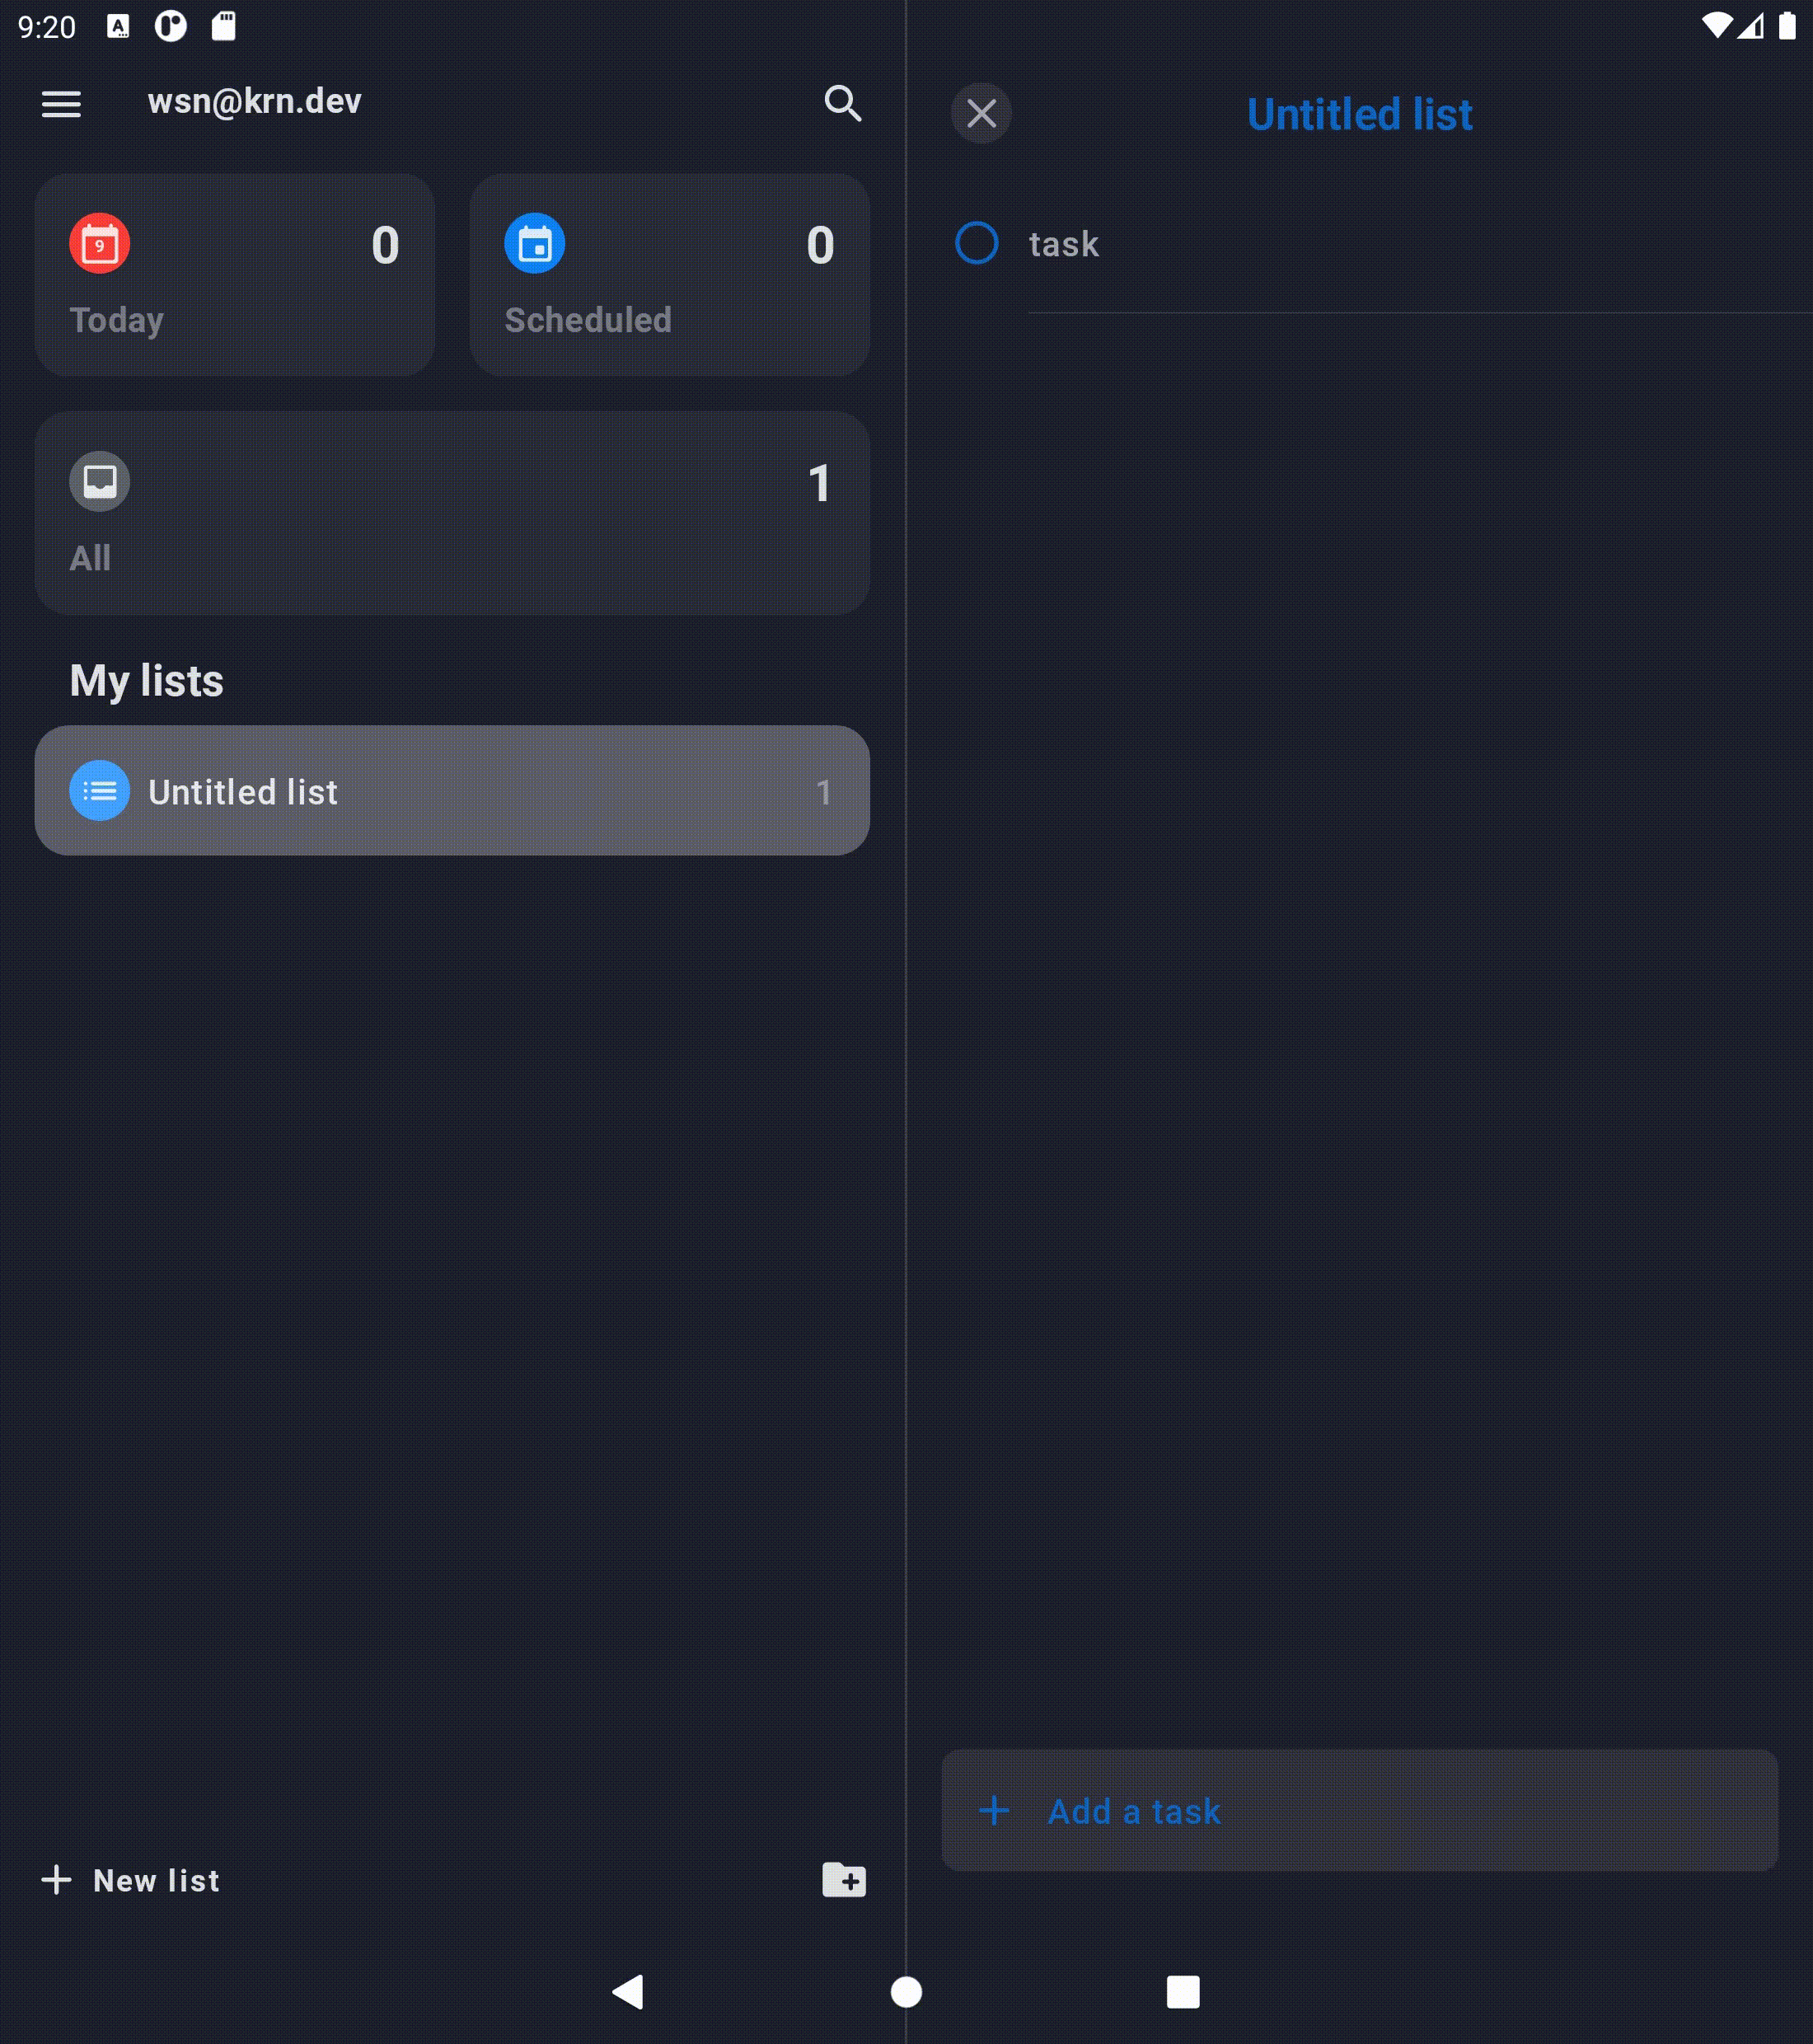 9:20
wsn@krn.dev
9
0
Today
0
Scheduled
1
All
My lists
Untitled list 1
New list
Untitled list
task
Add a task